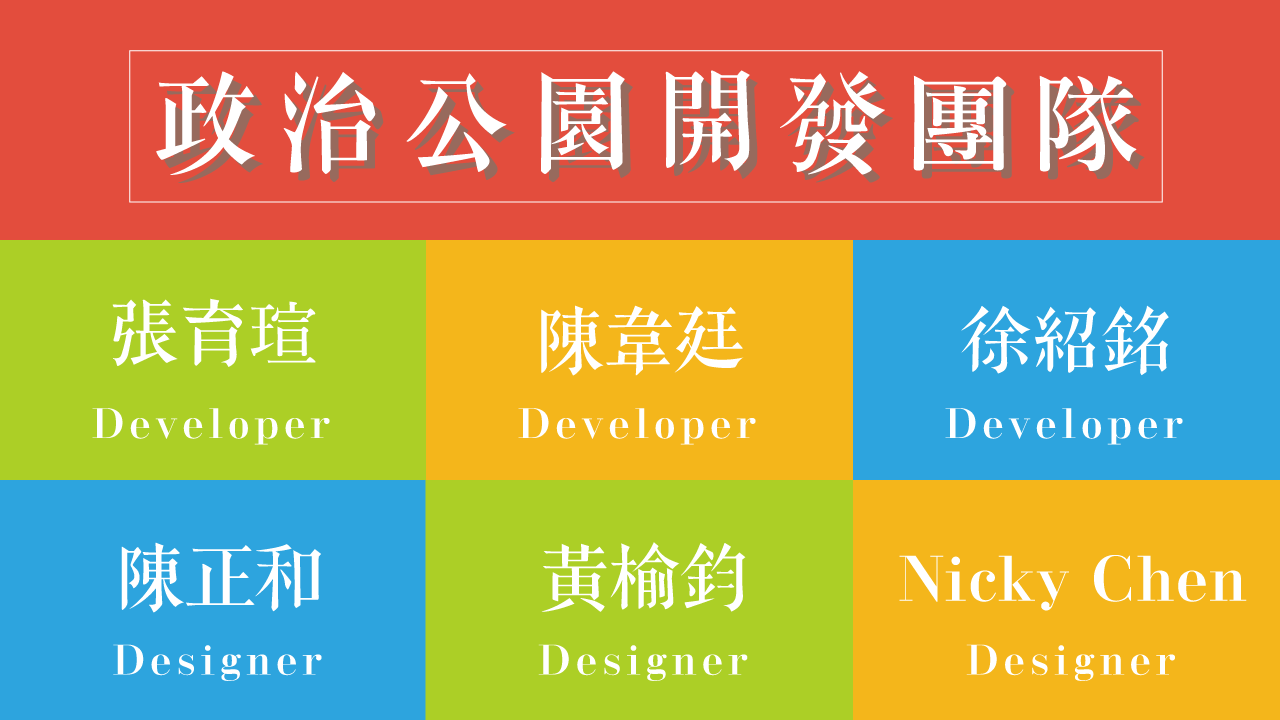 政治公園開發團隊
張育瑄
Developer
陳韋廷
Developer
徐紹銘
Developer
陳正和
Designer
黃榆鈞
Designer
Nicky Chen
Designer